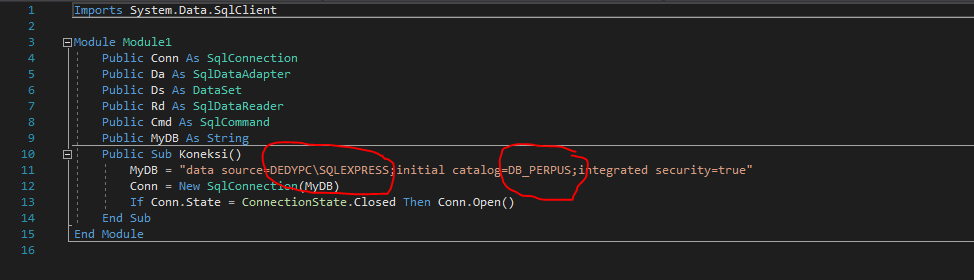 1 Imports System.Data.SqlClient
2
3 Module Module1
4 Public Conn As SqlConnection
5 Public Da As SqlDataAdapter
6 Public Ds As DataSet
7 Public Rd As SqlDataReader
8 Public Cmd As SqlCommand
9 Public MyDB As String
10 Public Sub Koneksi()
11 MyDB = "data source=DEDYPC\SQLEXPRESS;initial catalog=DB_PERPUS;integrated security=true"
12 Conn = New SqlConnection(MyDB)
13 If Conn.State = ConnectionState.Closed Then Conn.Open()
14 End Sub
15 End Module
16